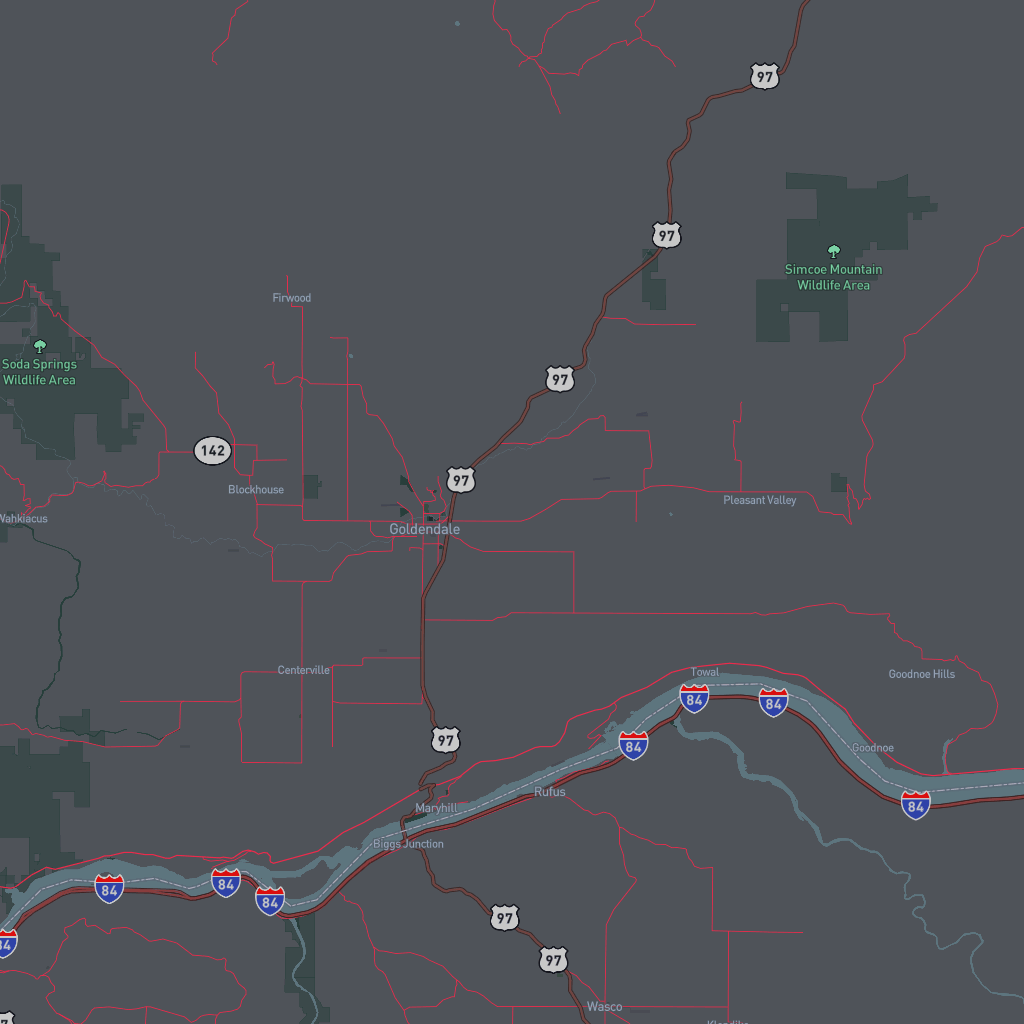 97
97
Simcoe Mountain
Wildlife Area
Firwood
Soda Springs
Wildlife Area
97
142
97
Blockhouse
Pleasant Valley
Wahkiacus
Goldendale
Centerville
Towal
Goodnoe Hills
84
84
97
84
Goodnoe
Rufus
84
Maryhill
Biggs Junction
84
84
84
97
84
97
Wasco